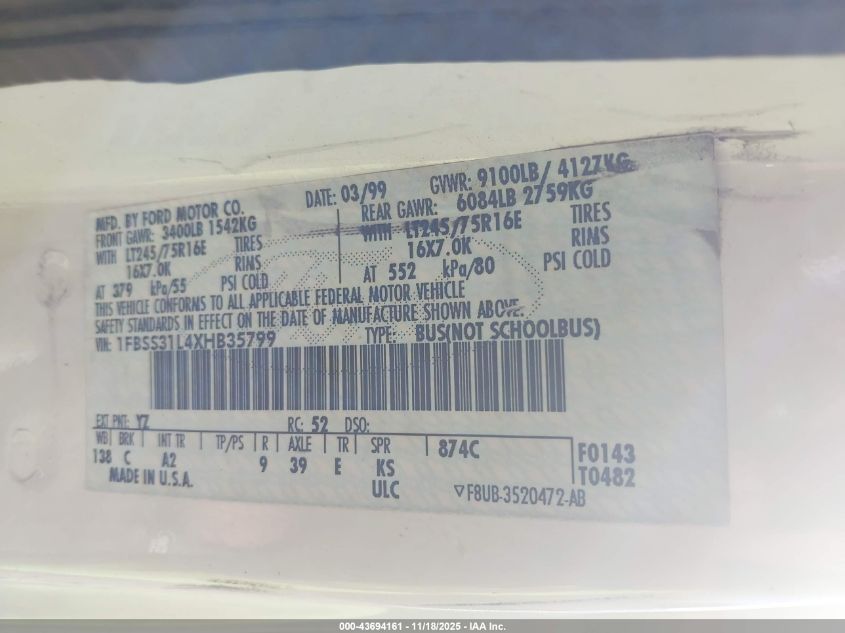 MFD. BY FORD MOTOR CO.
DATE: 03/99 GVWR: 9100LB/ 4127KG
FRONT GAWR: 3400LB 1542KG
REAR GAWR: 6084LB 2759KG
WITH LT245/75R16E TIRES
WITH LT245/75R16E TIRES
16X7.0K RIMS
16X7.0K RIMS
AT 379 kPa/55 PSI COLD
AT 552 kPa/80 PSI COLD
THIS VEHICLE CONFORMS TO ALL APPLICABLE FEDERAL MOTOR VEHICLE
SAFETY STANDARDS IN EFFECT ON THE DATE OF MANUFACTURE SHOWN ABOVE.
VIN: 1FBSS31L4XHB35799 TYPE: BUS(NOT SCHOOLBUS)
EXT PNT: YZ RC: 52 DSO:
WB BRK INT TR TP/PS R AXLE TR SPR 874C
138 C A2 9 39 E KS
F0143
T0482
MADE IN U.S.A. ULC
▽F8UB-3520472-AB
000-43694161 - 11/18/2025 - IAA Inc.